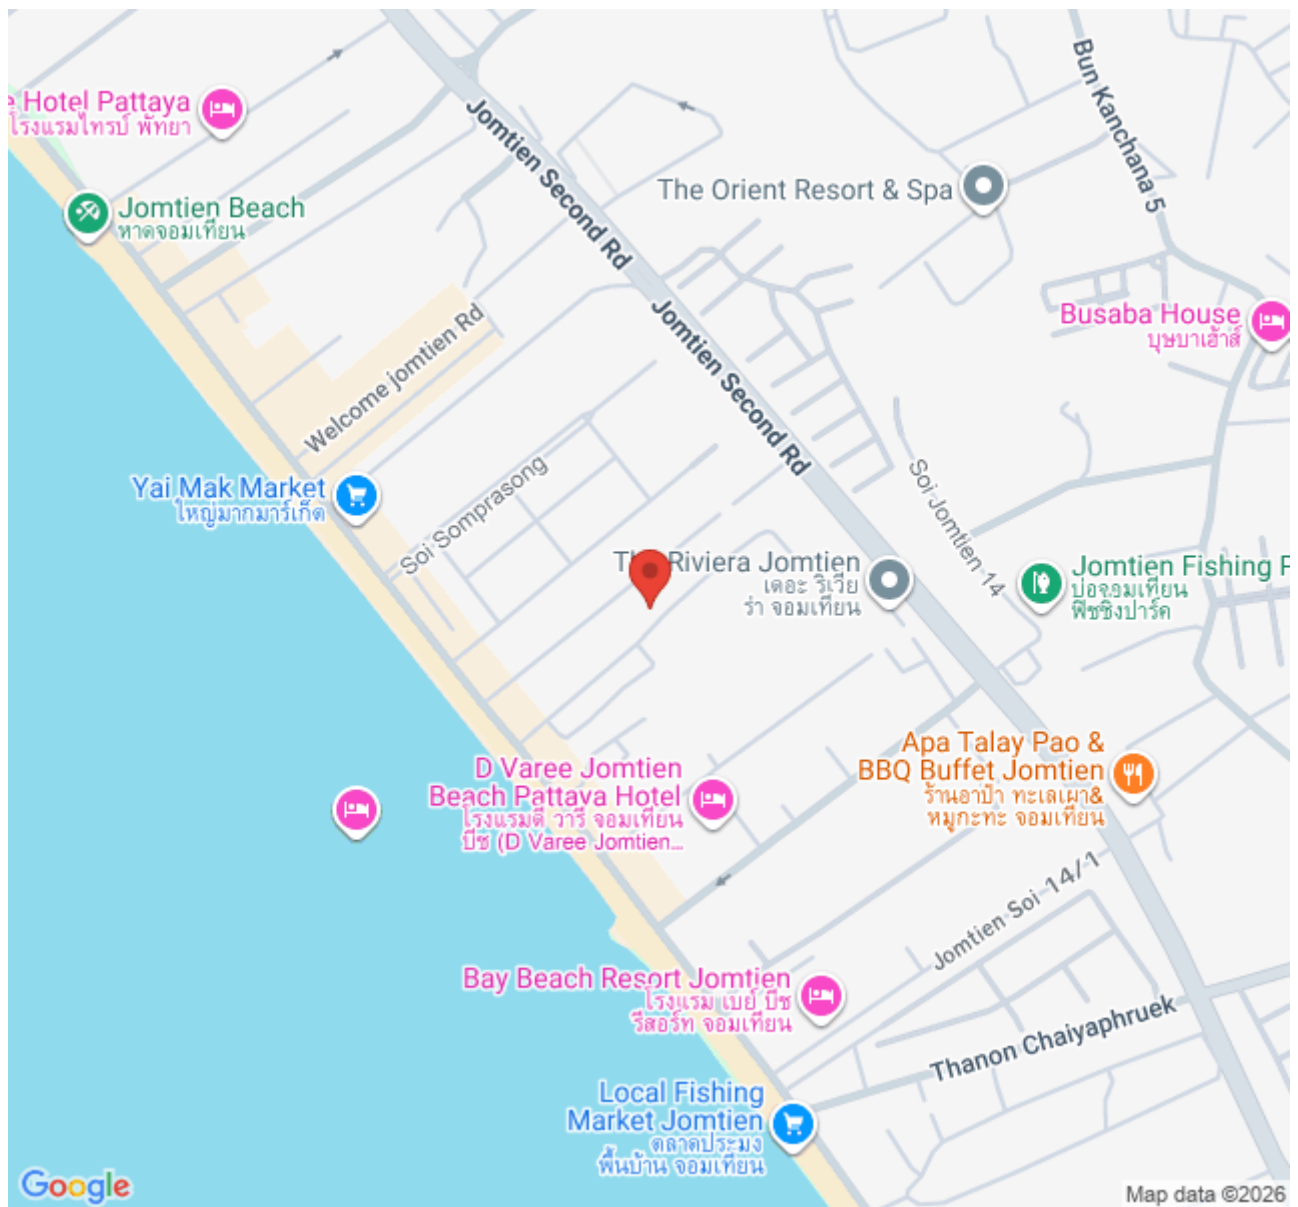 e Hotel Pattaya
โรงแรมไทรป์ พัทยา
Jomtien Beach
หาดจอมเทียน
Jomtien Second Rd
Bun Kanchana 5
The Orient Resort & Spa
Busaba House
บุษบาเฮ้าส์
Welcome jomtien Rd
Jomtien Second Rd
Yai Mak Market
ใหญ่มากมาร์เก็ต
Soi Somprasong
Soi Jomtien 14
Riviera Jomtien
เดอะ ริเวีย
ร่า จอมเทียน
Jomtien Fishing P
บ่อจอมเทียน
ฟิชชิงปาร์ค
Apa Talay Pao &
BBQ Buffet Jomtien
ร้านอาป๋า ทะเลเผา&
หมูกะทะ จอมเทียน
D Varee Jomtien
Beach Pattaya Hotel
โรงแรมดี วารี จอมเทียน
บีช (D Varee Jomtien...
Jomtien Soi 14/1
Bay Beach Resort Jomtien
โรงแรม เบย์ บีช
รีสอร์ท จอมเทียน
Thanon Chaiyaphruek
Local Fishing
Market Jomtien
ตลาดประมง
พื้นบ้าน จอมเทียน
Google
Map data ©2026